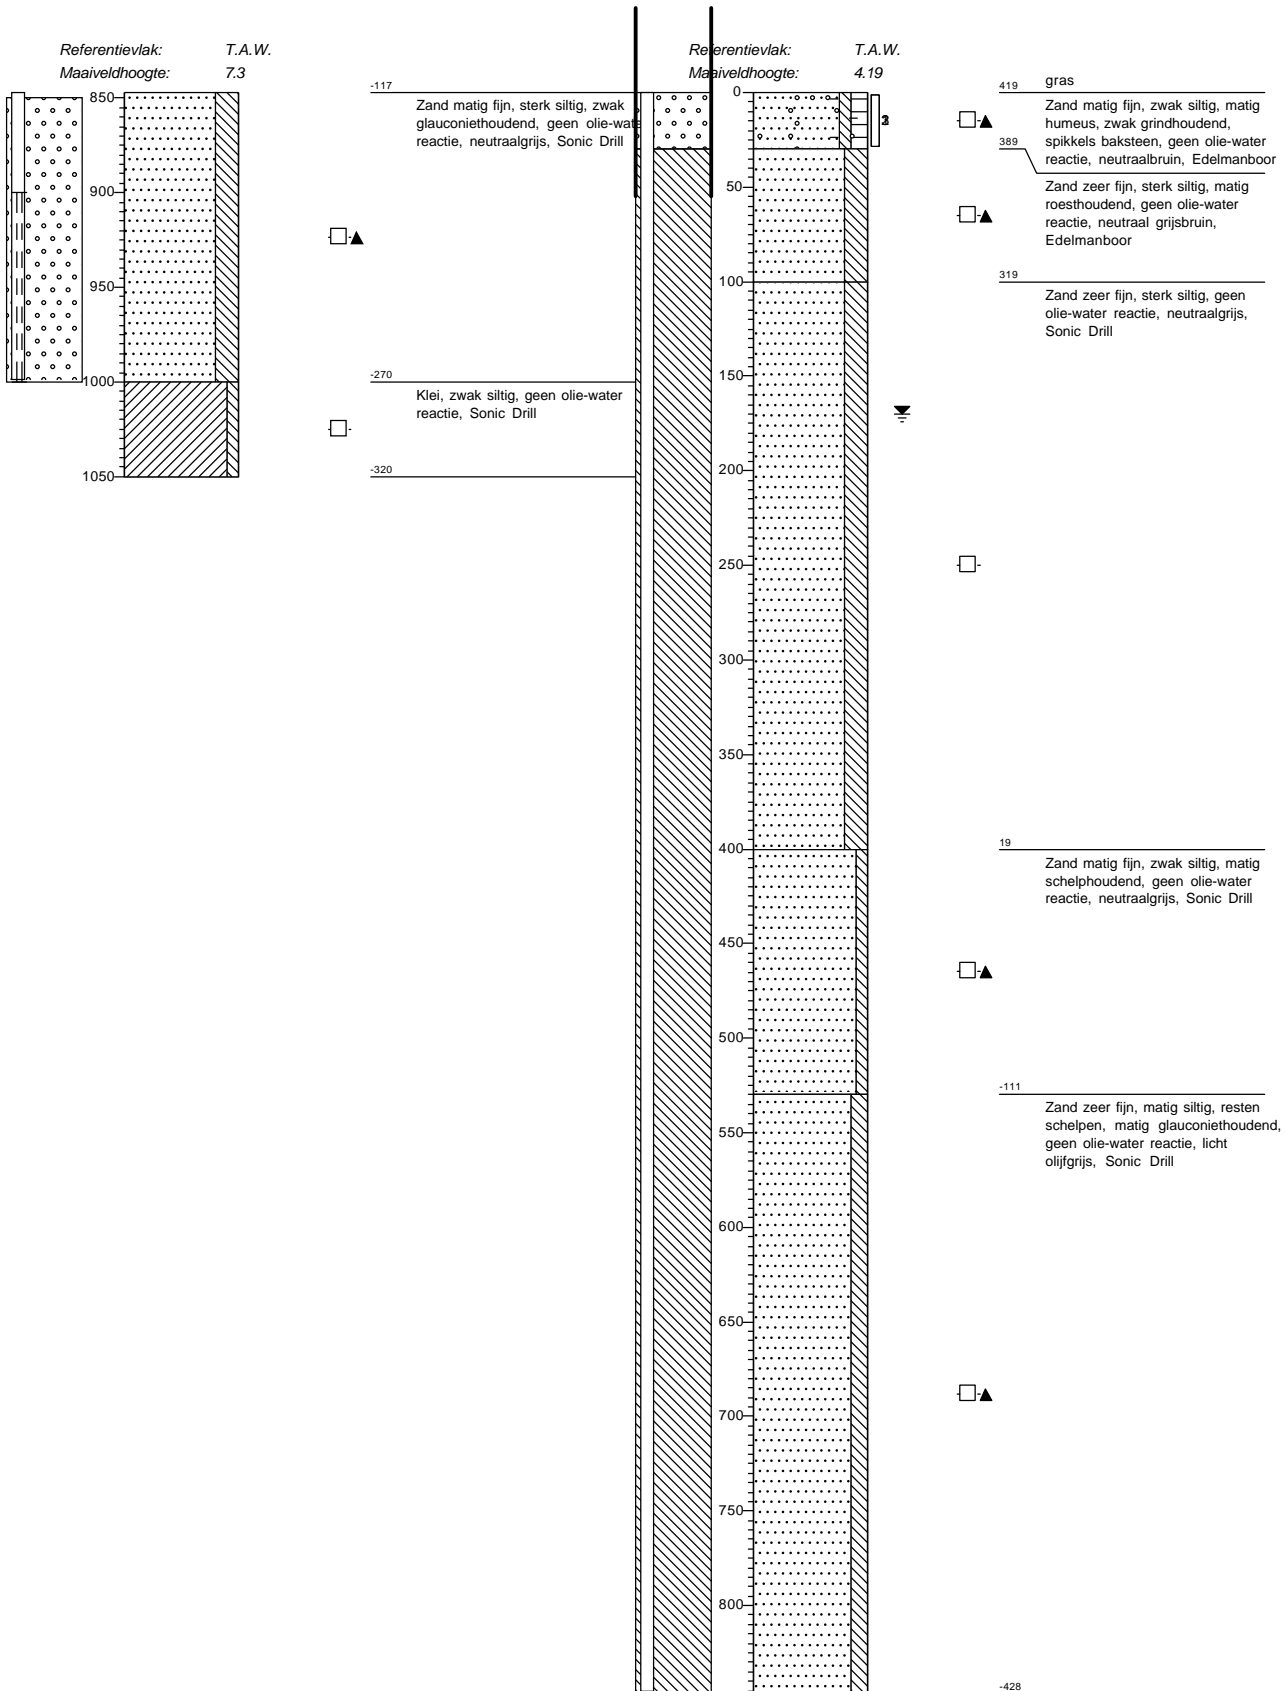 Referentievlak: T.A.W.
Maaiveldhoogte: 7.3
850
900
950
1000
1050
-117
Zand matig fijn, sterk siltig, zwak
glauconiethoudend, geen olie-wate
reactie, neutraalgrijs, Sonic Drill
-270
Klei, zwak siltig, geen olie-water
reactie, Sonic Drill
-320
Referentievlak: T.A.W.
Maaiveldhoogte: 4.19
0
50
100
150
200
250
300
350
400
450
500
550
600
650
700
750
800
419 gras
Zand matig fijn, zwak siltig, matig
humeus, zwak grindhoudend,
spikkels baksteen, geen olie-water
reactie, neutraalbruin, Edelmanboor
389
Zand zeer fijn, sterk siltig, matig
roesthoudend, geen olie-water
reactie, neutraal grijsbruin,
Edelmanboor
319
Zand zeer fijn, sterk siltig, geen
olie-water reactie, neutraalgrijs,
Sonic Drill
19
Zand matig fijn, zwak siltig, matig
schelphoudend, geen olie-water
reactie, neutraalgrijs, Sonic Drill
-111
Zand zeer fijn, matig siltig, resten
schelpen, matig glauconiethoudend,
geen olie-water reactie, licht
olijfgrijs, Sonic Drill
-428